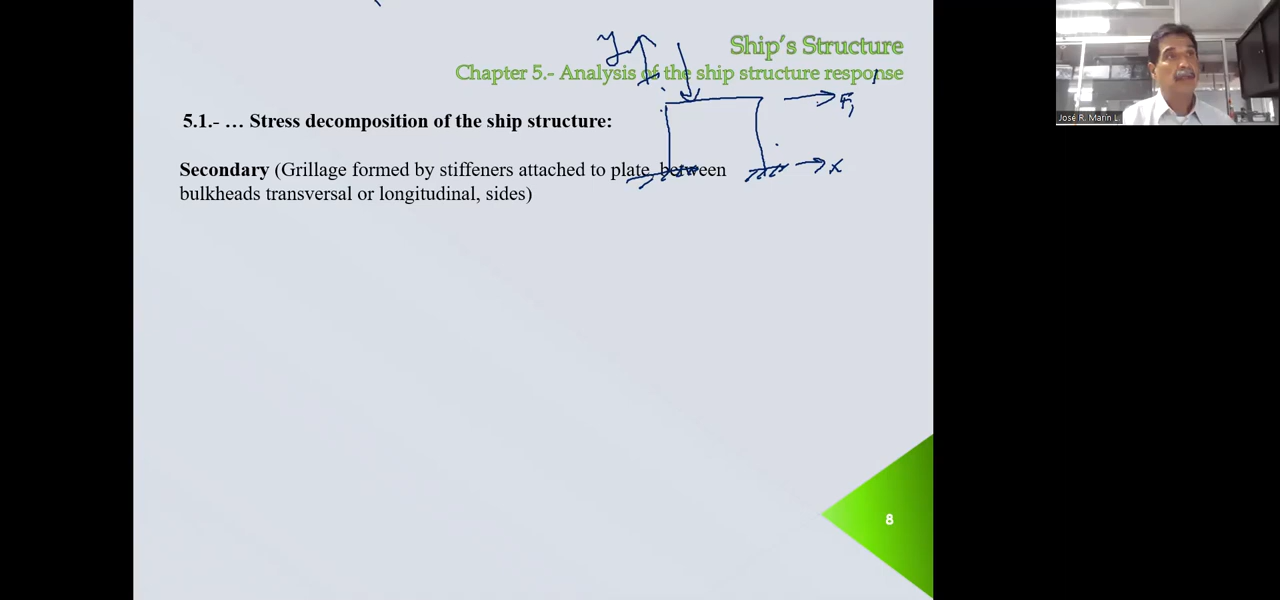 Ship's Structure
Chapter 5.- Analysis of the ship structure response
y
F₁
5.1.- … Stress decomposition of the ship structure:
Secondary (Grillage formed by stiffeners attached to plate between
x
bulkheads transversal or longitudinal, sides)
José R. Marín L.
8